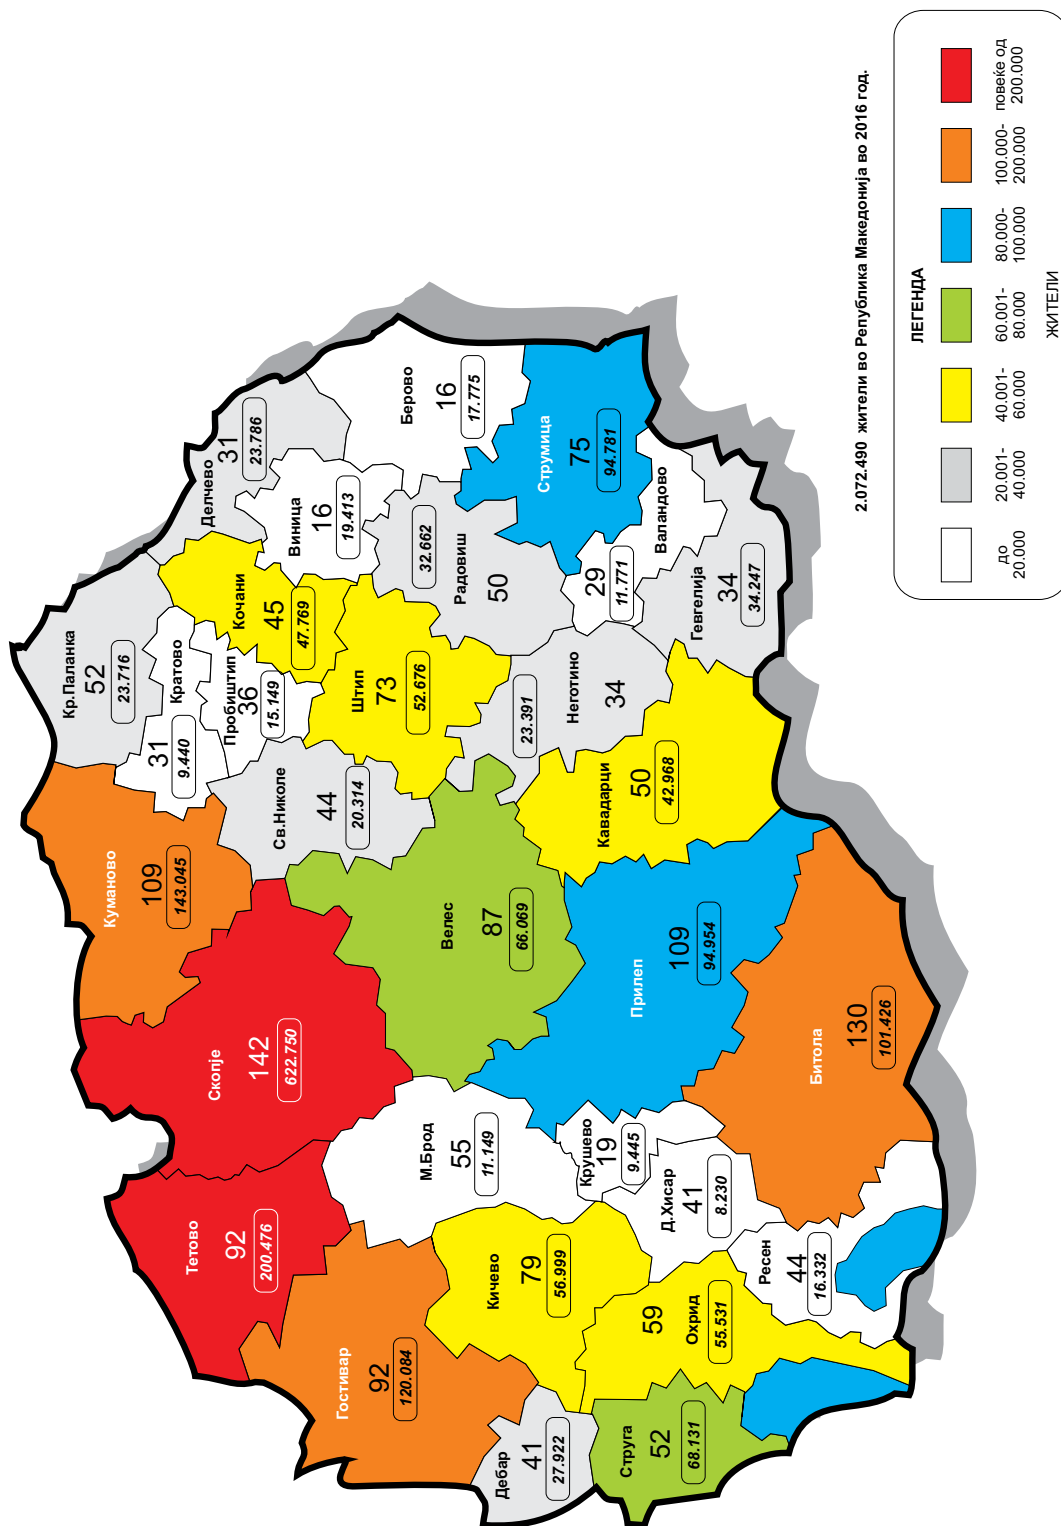 Тетово
92
200.476
Гостивар
92
120.084
Дебар
41
27.922
Струга
52
68.131
Кичево
79
56.999
59
Охрид
55.531
Ресен
44
16.332
Д.Хисар
41
8.230
Крушево
19
9.445
М.Брод
55
11.149
Скопје
142
622.750
Куманово
109
143.045
Кр.Паланка
52
23.716
Кратово
31
9.440
Пробиштип
36
15.149
Св.Николе
44
20.314
Велес
87
66.069
Прилеп
109
94.954
Битола
130
101.426
Кавадарци
50
42.968
23.391
Неготино
34
Штип
73
52.676
Кочани
45
47.769
Делчево
31
23.786
Виница
16
19.413
Берово
16
17.775
32.662
Радовиш
50
Струмица
75
94.781
Валандово
29
11.771
Гевгелија
34
34.247
2.072.490 жители во Република Македонија во 2016 год.
ЛЕГЕНДА
до
20.000
20.001-
40.000
40.001-
60.000
60.001-
80.000
80.000-
100.000
100.000-
200.000
повеќе од
200.000
ЖИТЕЛИ